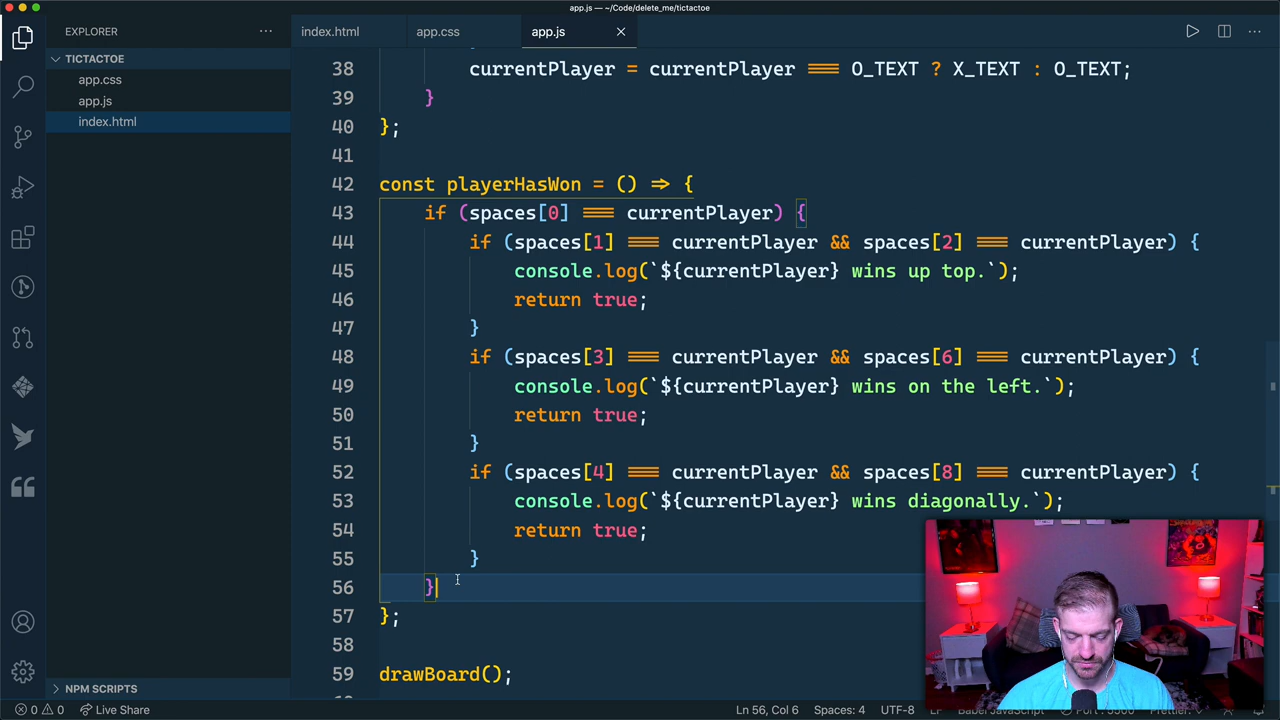 app.js — ~/Code/delete_me/tictactoe
EXPLORER
index.html
app.css
app.js
TICTACTOE
app.css
app.js
index.html
38 currentPlayer = currentPlayer === O_TEXT ? X_TEXT : O_TEXT;
39 }
40 };
41
42 const playerHasWon = () => {
43 if (spaces[0] === currentPlayer) {
44 if (spaces[1] === currentPlayer && spaces[2] === currentPlayer) {
45 console.log(`${currentPlayer} wins up top.`);
46 return true;
47 }
48 if (spaces[3] === currentPlayer && spaces[6] === currentPlayer) {
49 console.log(`${currentPlayer} wins on the left.`);
50 return true;
51 }
52 if (spaces[4] === currentPlayer && spaces[8] === currentPlayer) {
53 console.log(`${currentPlayer} wins diagonally.`);
54 return true;
55 }
56 }
57 };
58
59 drawBoard();
NPM SCRIPTS
0 0 Live Share Ln 56, Col 6 Spaces: 4 UTF-8 LF Babel JavaScript Port : 5500 Prettier